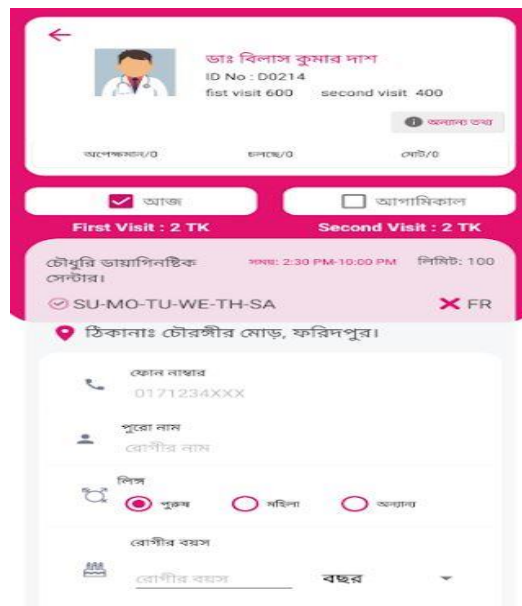 ডাঃ বিলাস কুমার দাশ
ID No : D0214
fist visit 600 second visit 400
অন্যান্য তথ্য
অপেক্ষমান/0 চলছে/0 মোট/0
আজ আগামিকাল
First Visit : 2 TK Second Visit : 2 TK
চৌধুরি ডায়াগিনষ্টিক সময়: 2:30 PM-10:00 PM লিমিট: 100
সেন্টার।
SU-MO-TU-WE-TH-SA FR
ঠিকানাঃ চৌরঙ্গীর মোড়, ফরিদপুর।
ফোন নাম্বার
0171234XXX
পুরো নাম
রোগীর নাম
লিঙ্গ
পুরুষ মহিলা অন্যান্য
রোগীর বয়স
রোগীর বয়স বছর